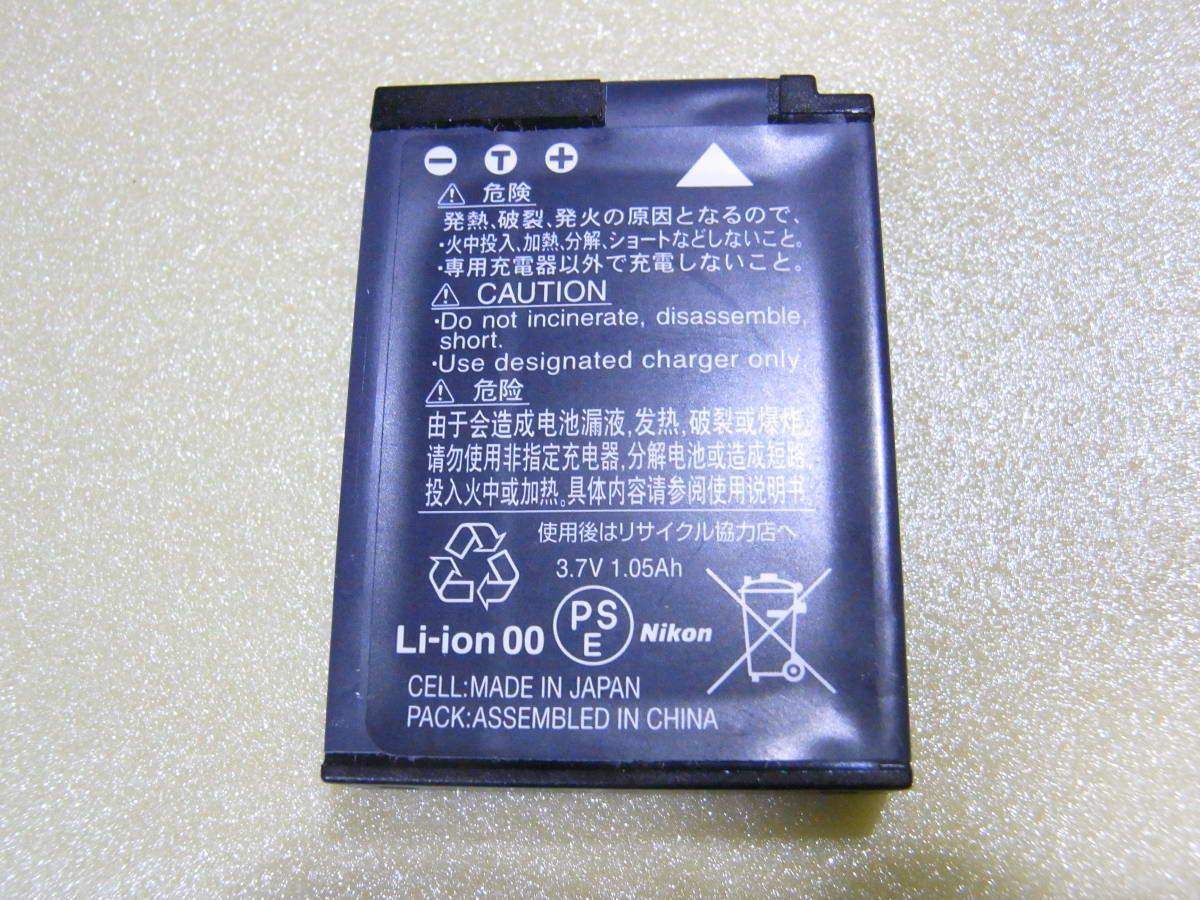 − T +
⚠ 危険
発熱、破裂、発火の原因となるので、
・火中投入、加熱、分解、ショートなどしないこと。
・専用充電器以外で充電しないこと。
⚠ CAUTION
・Do not incinerate, disassemble,
short.
・Use designated charger only
⚠ 危险
由于会造成电池漏液,发热,破裂或爆炸,
请勿使用非指定充电器,分解电池或造成短路,
投入火中或加热。具体内容请参阅使用说明书
使用後はリサイクル協力店へ
3.7V 1.05Ah
Li-ion 00
PS
E
Nikon
CELL:MADE IN JAPAN
PACK:ASSEMBLED IN CHINA